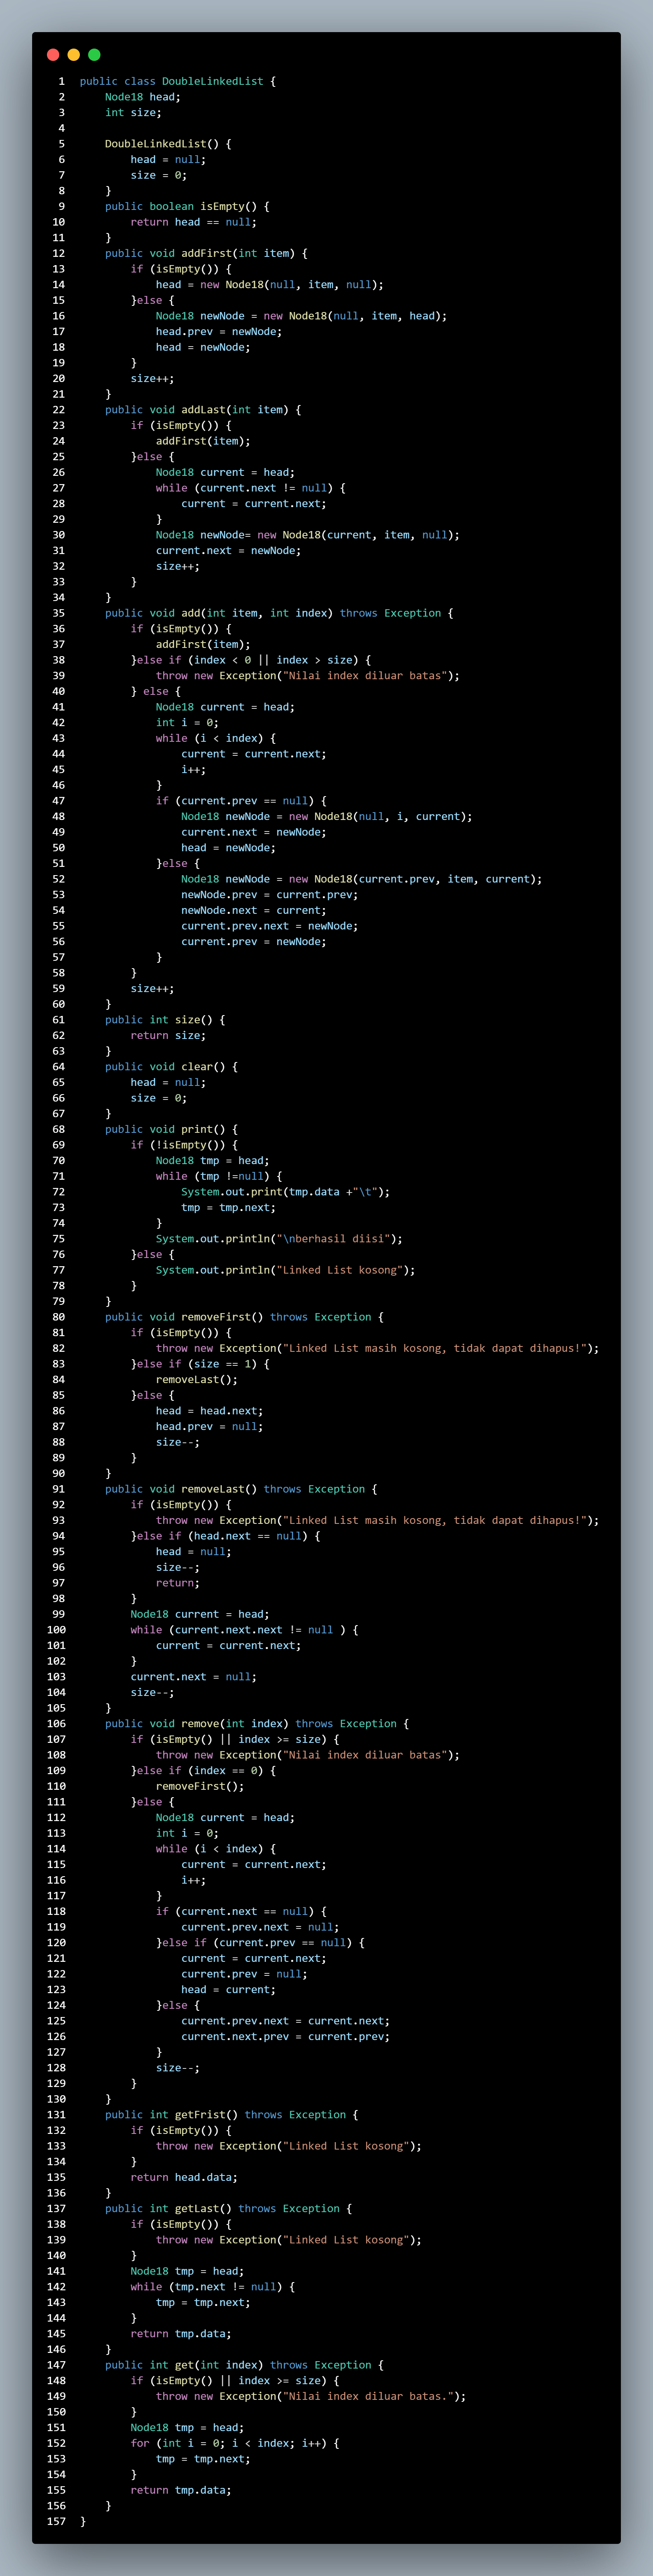 1 public class DoubleLinkedList {
2     Node18 head;
3     int size;
4
5     DoubleLinkedList() {
6         head = null;
7         size = 0;
8     }
9     public boolean isEmpty() {
10         return head == null;
11     }
12     public void addFirst(int item) {
13         if (isEmpty()) {
14             head = new Node18(null, item, null);
15         }else {
16             Node18 newNode = new Node18(null, item, head);
17             head.prev = newNode;
18             head = newNode;
19         }
20         size++;
21     }
22     public void addLast(int item) {
23         if (isEmpty()) {
24             addFirst(item);
25         }else {
26             Node18 current = head;
27             while (current.next != null) {
28                 current = current.next;
29             }
30             Node18 newNode= new Node18(current, item, null);
31             current.next = newNode;
32             size++;
33         }
34     }
35     public void add(int item, int index) throws Exception {
36         if (isEmpty()) {
37             addFirst(item);
38         }else if (index < 0 || index > size) {
39             throw new Exception("Nilai index diluar batas");
40         } else {
41             Node18 current = head;
42             int i = 0;
43             while (i < index) {
44                 current = current.next;
45                 i++;
46             }
47             if (current.prev == null) {
48                 Node18 newNode = new Node18(null, i, current);
49                 current.next = newNode;
50                 head = newNode;
51             }else {
52                 Node18 newNode = new Node18(current.prev, item, current);
53                 newNode.prev = current.prev;
54                 newNode.next = current;
55                 current.prev.next = newNode;
56                 current.prev = newNode;
57             }
58         }
59         size++;
60     }
61     public int size() {
62         return size;
63     }
64     public void clear() {
65         head = null;
66         size = 0;
67     }
68     public void print() {
69         if (!isEmpty()) {
70             Node18 tmp = head;
71             while (tmp !=null) {
72                 System.out.print(tmp.data +"\t");
73                 tmp = tmp.next;
74             }
75             System.out.println("\nberhasil diisi");
76         }else {
77             System.out.println("Linked List kosong");
78         }
79     }
80     public void removeFirst() throws Exception {
81         if (isEmpty()) {
82             throw new Exception("Linked List masih kosong, tidak dapat dihapus!");
83         }else if (size == 1) {
84             removeLast();
85         }else {
86             head = head.next;
87             head.prev = null;
88             size--;
89         }
90     }
91     public void removeLast() throws Exception {
92         if (isEmpty()) {
93             throw new Exception("Linked List masih kosong, tidak dapat dihapus!");
94         }else if (head.next == null) {
95             head = null;
96             size--;
97             return;
98         }
99         Node18 current = head;
100         while (current.next.next != null ) {
101             current = current.next;
102         }
103         current.next = null;
104         size--;
105     }
106     public void remove(int index) throws Exception {
107         if (isEmpty() || index >= size) {
108             throw new Exception("Nilai index diluar batas");
109         }else if (index == 0) {
110             removeFirst();
111         }else {
112             Node18 current = head;
113             int i = 0;
114             while (i < index) {
115                 current = current.next;
116                 i++;
117             }
118             if (current.next == null) {
119                 current.prev.next = null;
120             }else if (current.prev == null) {
121                 current = current.next;
122                 current.prev = null;
123                 head = current;
124             }else {
125                 current.prev.next = current.next;
126                 current.next.prev = current.prev;
127             }
128             size--;
129         }
130     }
131     public int getFrist() throws Exception {
132         if (isEmpty()) {
133             throw new Exception("Linked List kosong");
134         }
135         return head.data;
136     }
137     public int getLast() throws Exception {
138         if (isEmpty()) {
139             throw new Exception("Linked List kosong");
140         }
141         Node18 tmp = head;
142         while (tmp.next != null) {
143             tmp = tmp.next;
144         }
145         return tmp.data;
146     }
147     public int get(int index) throws Exception {
148         if (isEmpty() || index >= size) {
149             throw new Exception("Nilai index diluar batas.");
150         }
151         Node18 tmp = head;
152         for (int i = 0; i < index; i++) {
153             tmp = tmp.next;
154         }
155         return tmp.data;
156     }
157 }